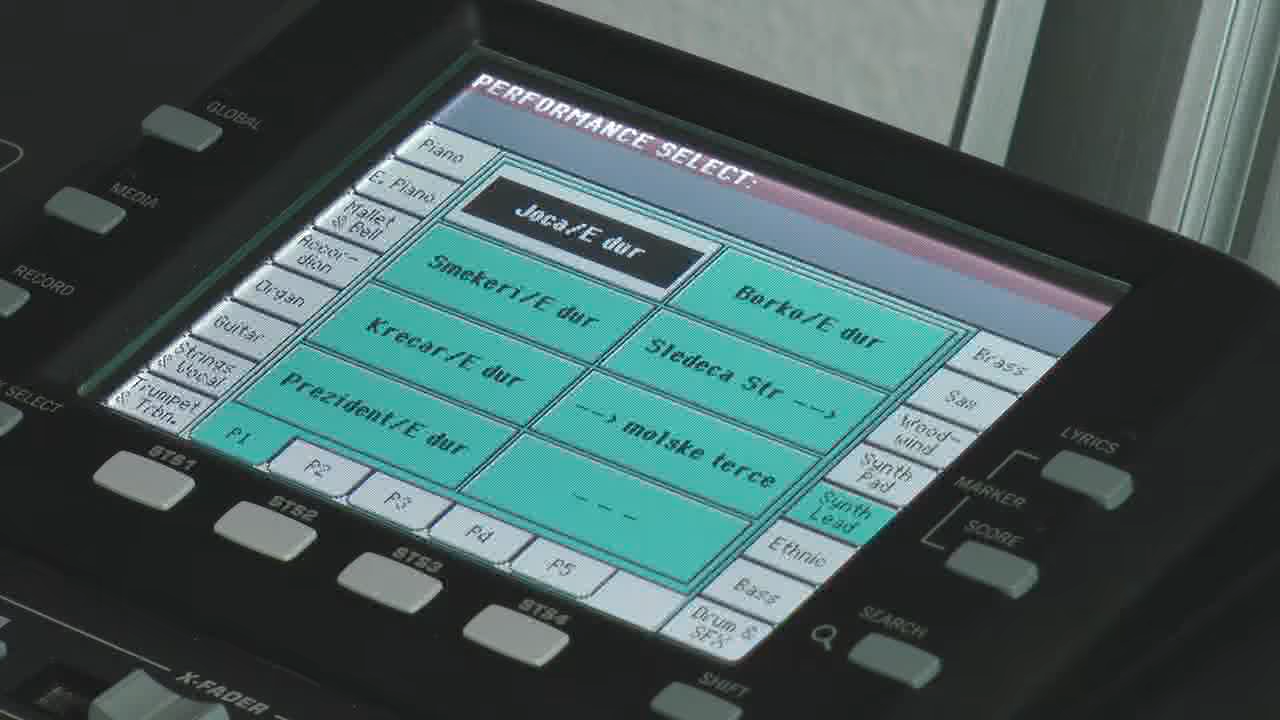 GLOBAL
MEDIA
RECORD
SELECT
PERFORMANCE SELECT:
Piano
E. Piano
Mallet
& Bell
Accor-
dion
Organ
Guitar
Strings
& Vocal
Trumpet
Trbn.
Joca/E dur
Smekeri/E dur
Krecar/E dur
Prezident/E dur
Borko/E dur
Sledeca Str -->
--> molske terce
- -
Brass
Sax
Wood-
wind
Synth
Pad
Synth
Lead
Ethnic
Bass
Drum &
SFX
P1
P2
P3
P4
P5
STS1
STS2
STS3
STS4
LYRICS
MARKER
SCORE
SEARCH
SHIFT
X-FADER